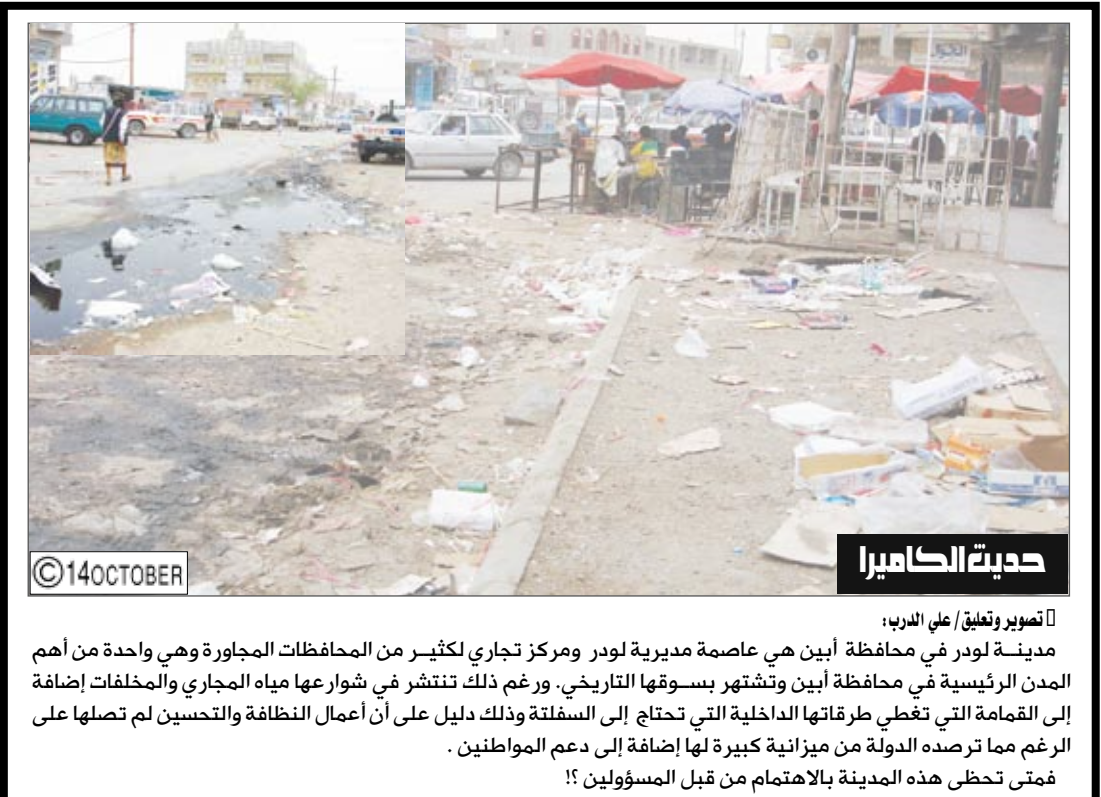 ©14OCTOBER
حديث الكاميرا
تصوير وتعليق/ علي الدرب:
مدينــة لودر في محافظة أبين هي عاصمة مديرية لودر ومركز تجاري لكثيــر من المحافظات المجاورة وهي واحدة من أهم
المدن الرئيسية في محافظة أبين وتشتهر بســوقها التاريخي. ورغم ذلك تنتشر في شوارعها مياه المجاري والمخلفات إضافة
إلى القمامة التي تغطي طرقاتها الداخلية التي تحتاج إلى السفلتة وذلك دليل على أن أعمال النظافة والتحسين لم تصلها على
الرغم مما ترصده الدولة من ميزانية كبيرة لها إضافة إلى دعم المواطنين .
فمتى تحظى هذه المدينة بالاهتمام من قبل المسؤولين ؟!